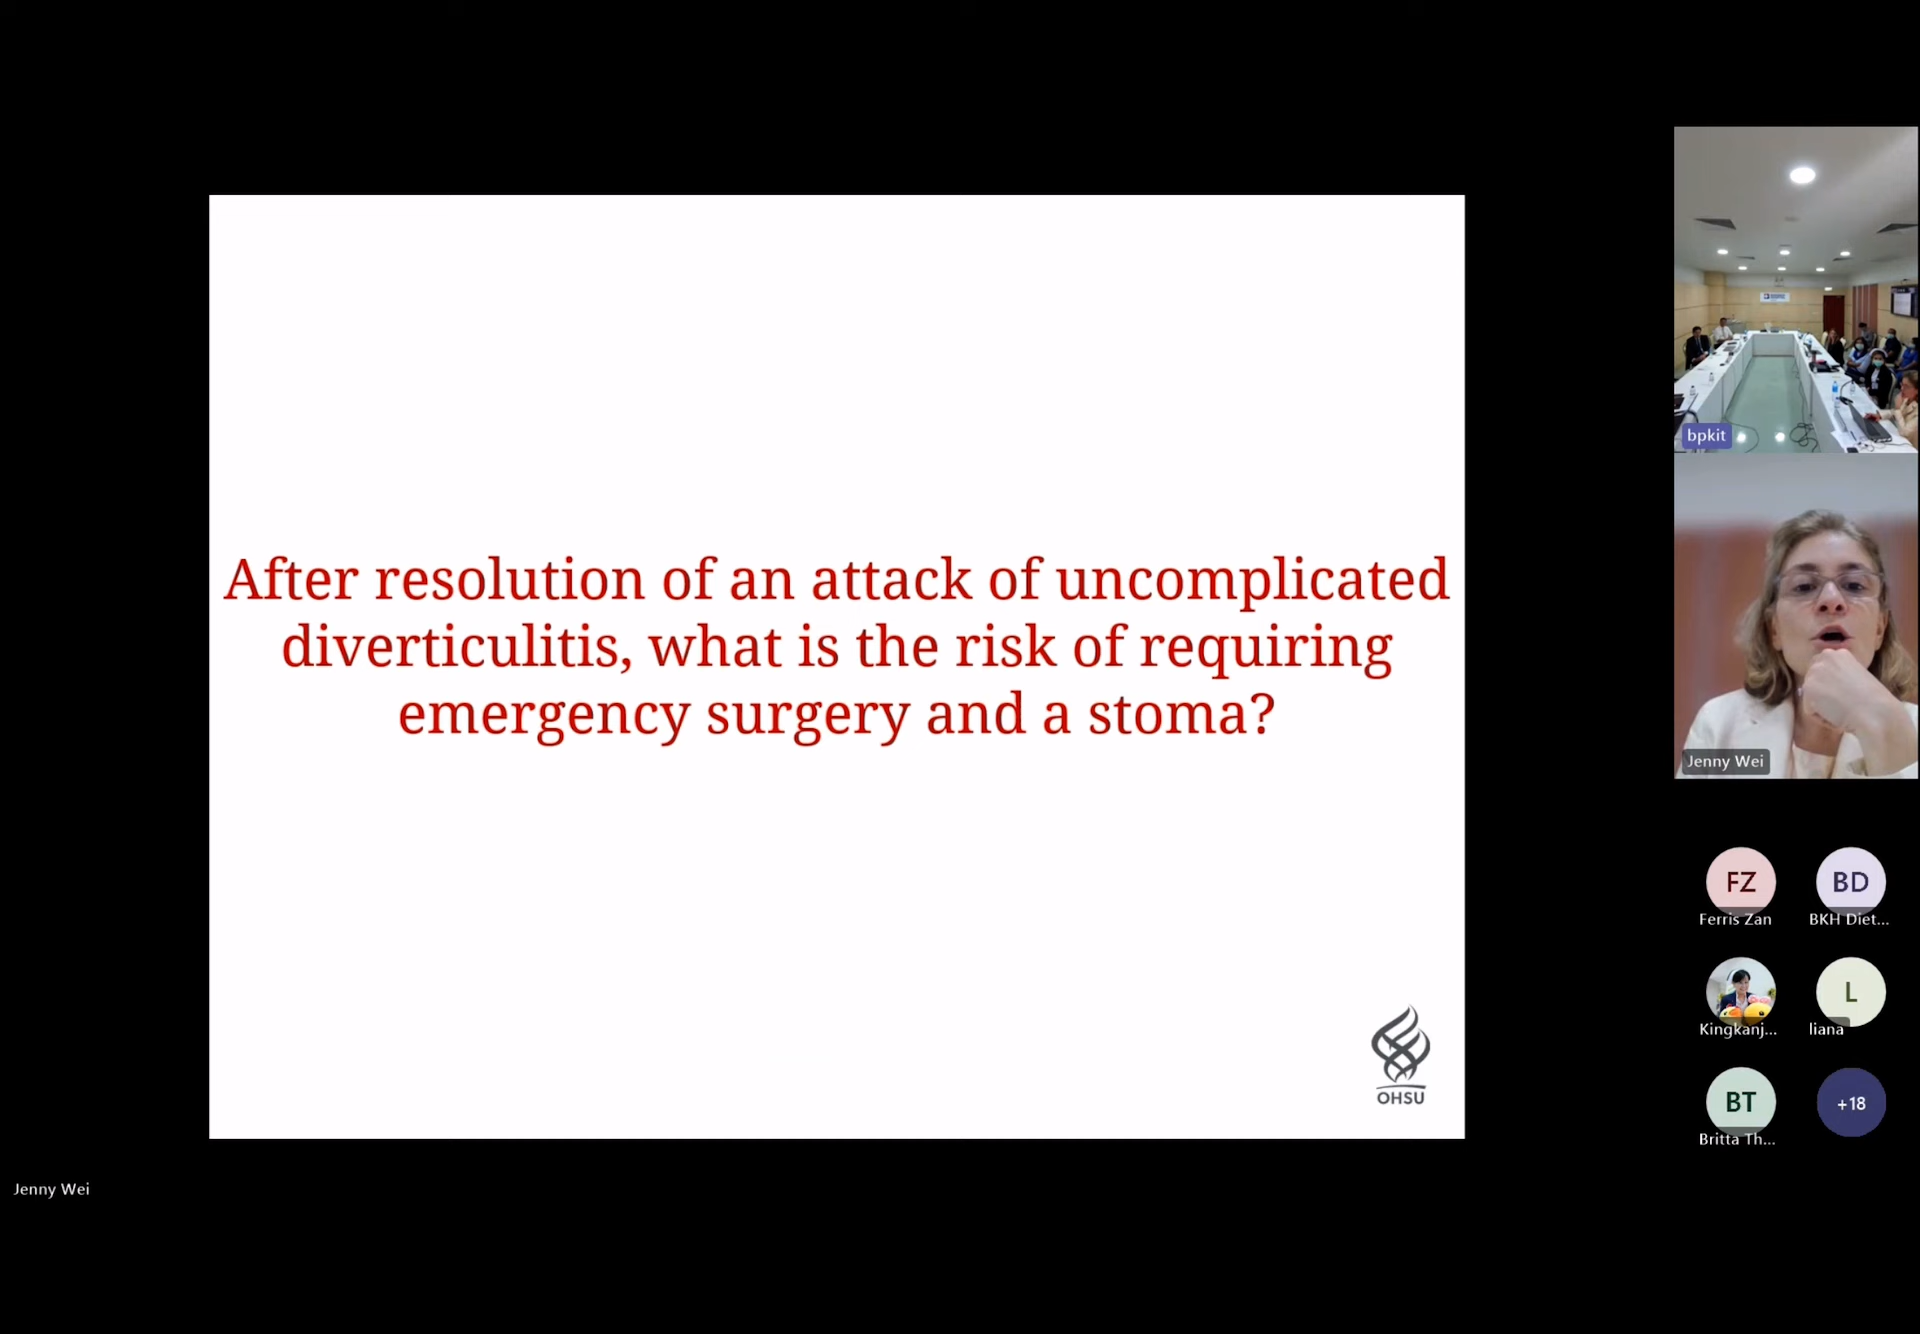 After resolution of an attack of uncomplicated
diverticulitis, what is the risk of requiring
emergency surgery and a stoma?
OHSU
bpkit
Jenny Wei
FZ
Ferris Zan
BD
BKH Diet...
Kingkanj...
L
liana
BT
Britta Th...
+18
Jenny Wei